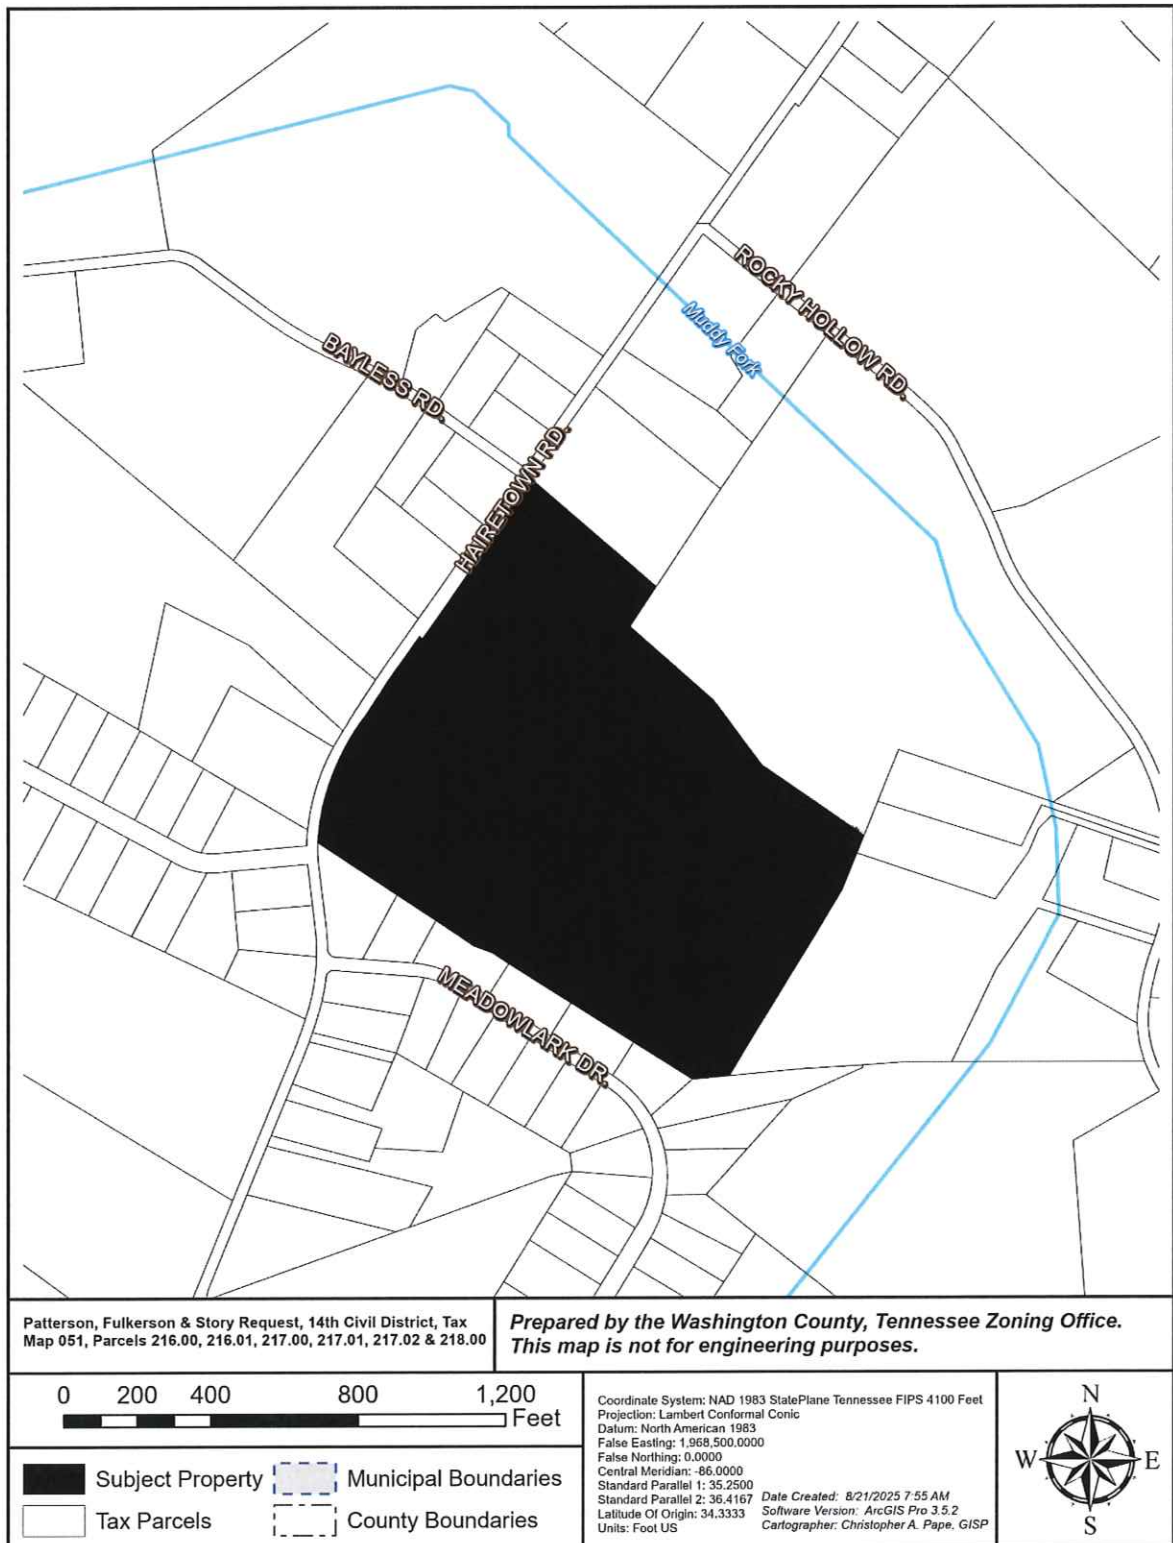 ROCKY HOLLOW RD.
Muddy Fork
BAYLESS RD.
HAIRETOWN RD.
MEADOWLARK DR.
Patterson, Fulkerson & Story Request, 14th Civil District, Tax
Map 051, Parcels 216.00, 216.01, 217.00, 217.01, 217.02 & 218.00
Prepared by the Washington County, Tennessee Zoning Office.
This map is not for engineering purposes.
0 200 400 800 1,200
Feet
Subject Property
Municipal Boundaries
Tax Parcels
County Boundaries
Coordinate System: NAD 1983 StatePlane Tennessee FIPS 4100 Feet
Projection: Lambert Conformal Conic
Datum: North American 1983
False Easting: 1,968,500.0000
False Northing: 0.0000
Central Meridian: -86.0000
Standard Parallel 1: 35.2500
Standard Parallel 2: 36.4167
Latitude Of Origin: 34.3333
Units: Foot US
Date Created: 8/21/2025 7:55 AM
Software Version: ArcGIS Pro 3.5.2
Cartographer: Christopher A. Pape, GISP
N
W E
S